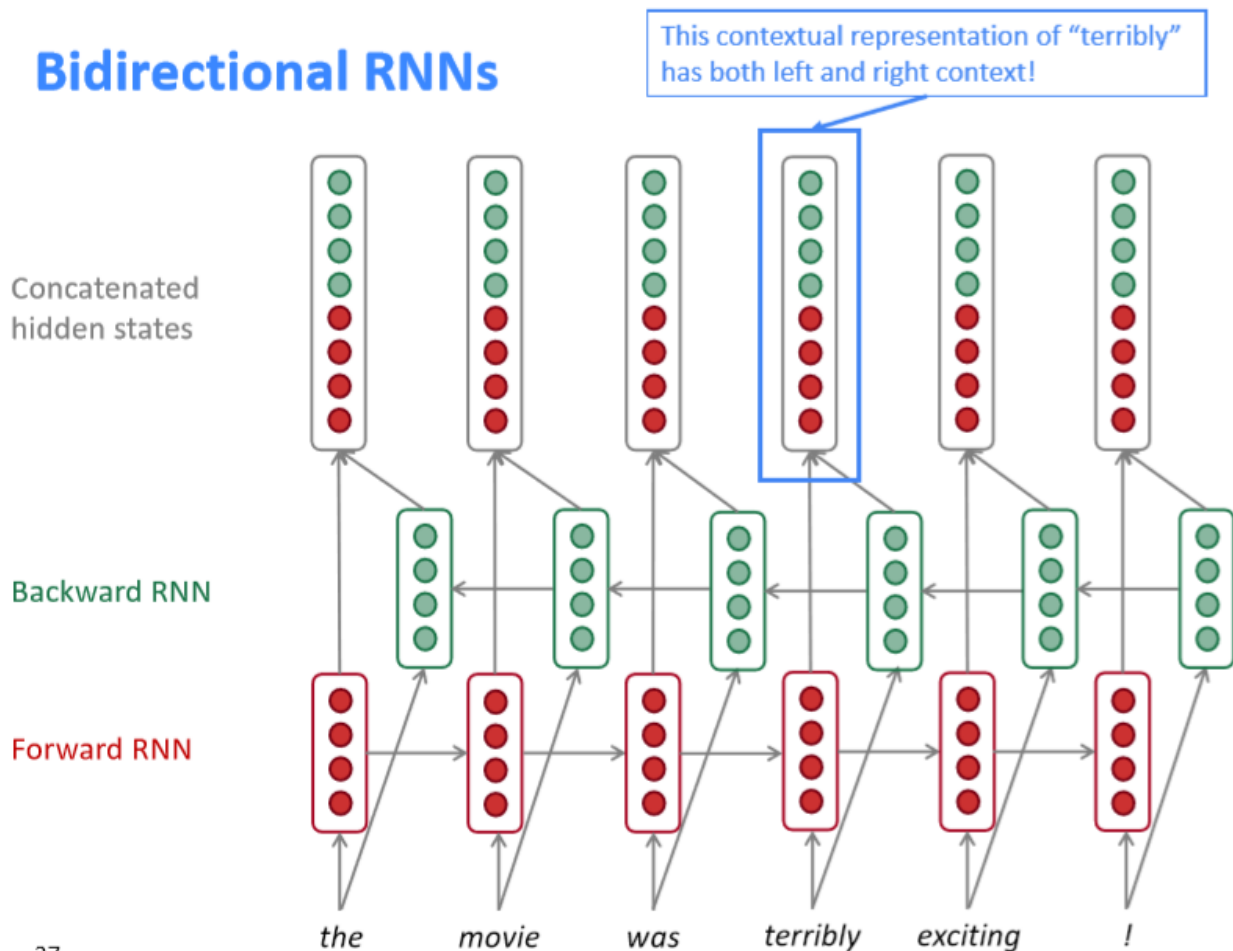 Bidirectional RNNs
This contextual representation of “terribly”
has both left and right context!
Concatenated
hidden states
Backward RNN
Forward RNN
the movie was terribly exciting !